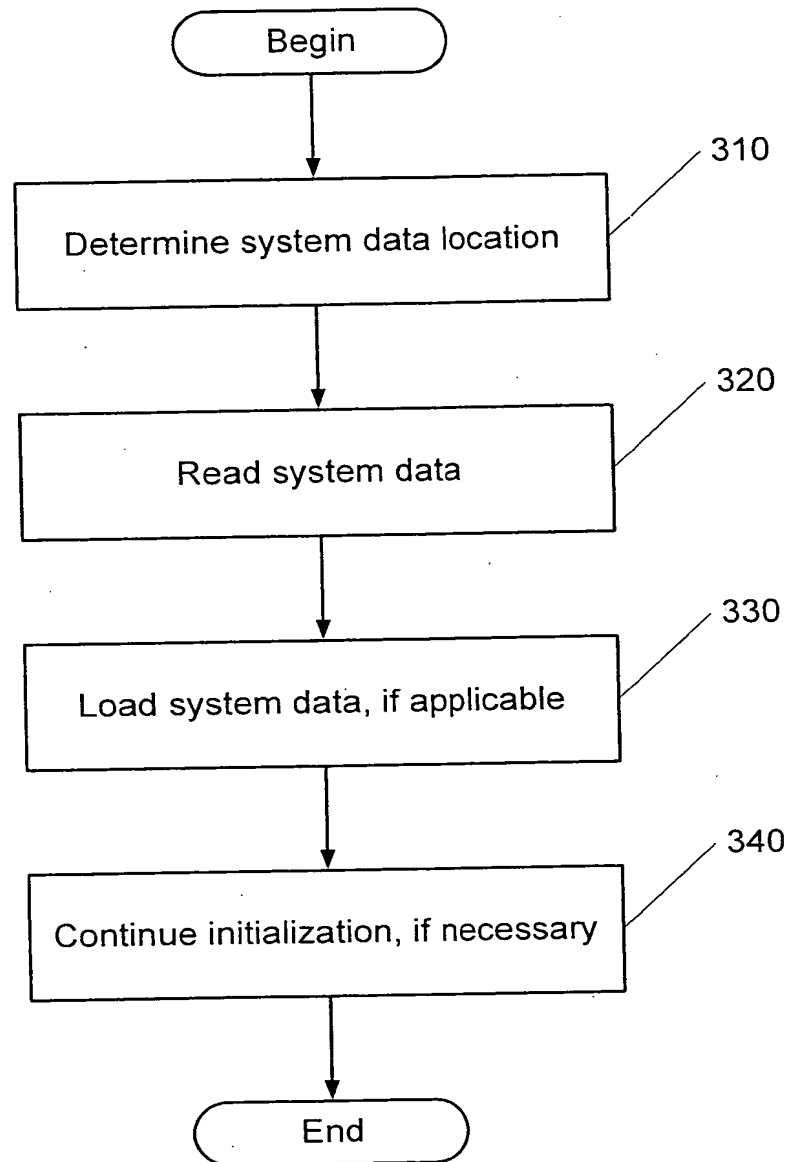 Begin
310
Determine system data location
320
Read system data
330
Load system data, if applicable
340
Continue initialization, if necessary
End